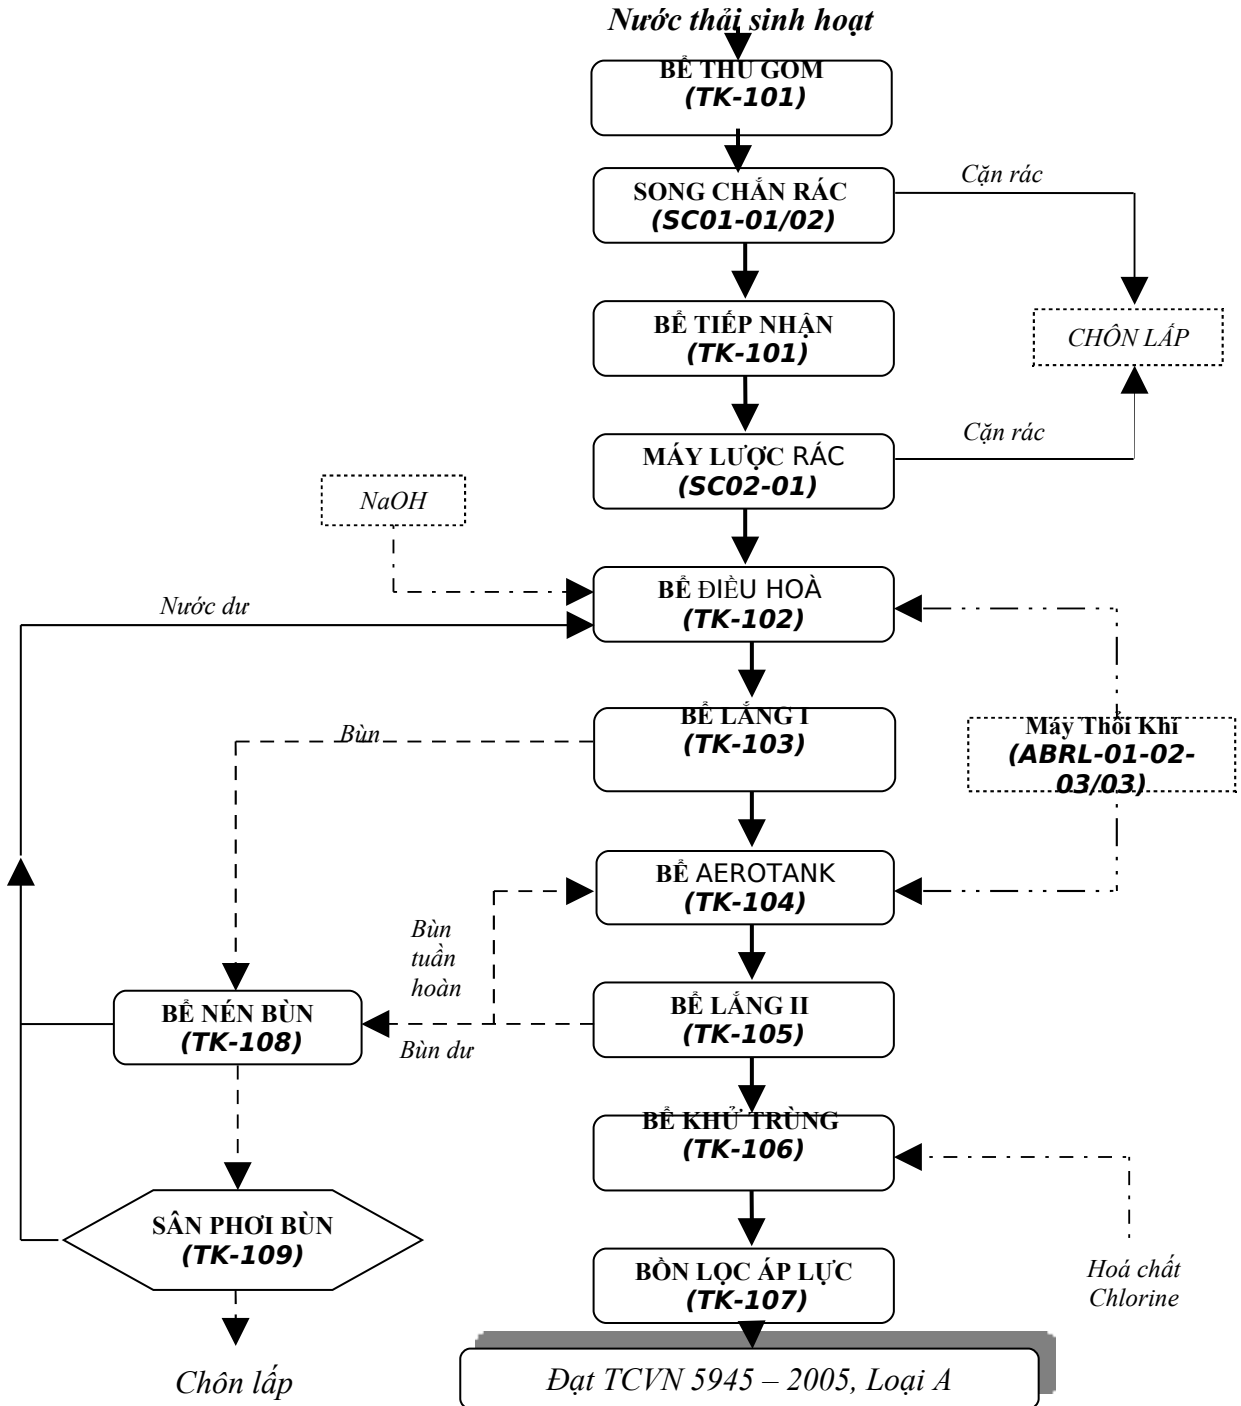 Nước thải sinh hoạt
BỂ THU GOM
(TK-101)
SONG CHẮN RÁC
(SC01-01/02)
Cặn rác
BỂ TIẾP NHẬN
(TK-101)
CHÔN LẤP
MÁY LƯỢC RÁC
(SC02-01)
Cặn rác
NaOH
BỂ ĐIỀU HOÀ
(TK-102)
Nước dư
BỂ LẮNG I
(TK-103)
Bùn
Máy Thổi Khí
(ABRL-01-02-
03/03)
BỂ AEROTANK
(TK-104)
Bùn
tuần
hoàn
BỂ NÉN BÙN
(TK-108)
Bùn dư
BỂ LẮNG II
(TK-105)
BỂ KHỬ TRÙNG
(TK-106)
SÂN PHƠI BÙN
(TK-109)
BỒN LỌC ÁP LỰC
(TK-107)
Hoá chất
Chlorine
Chôn lấp
Đạt TCVN 5945 – 2005, Loại A